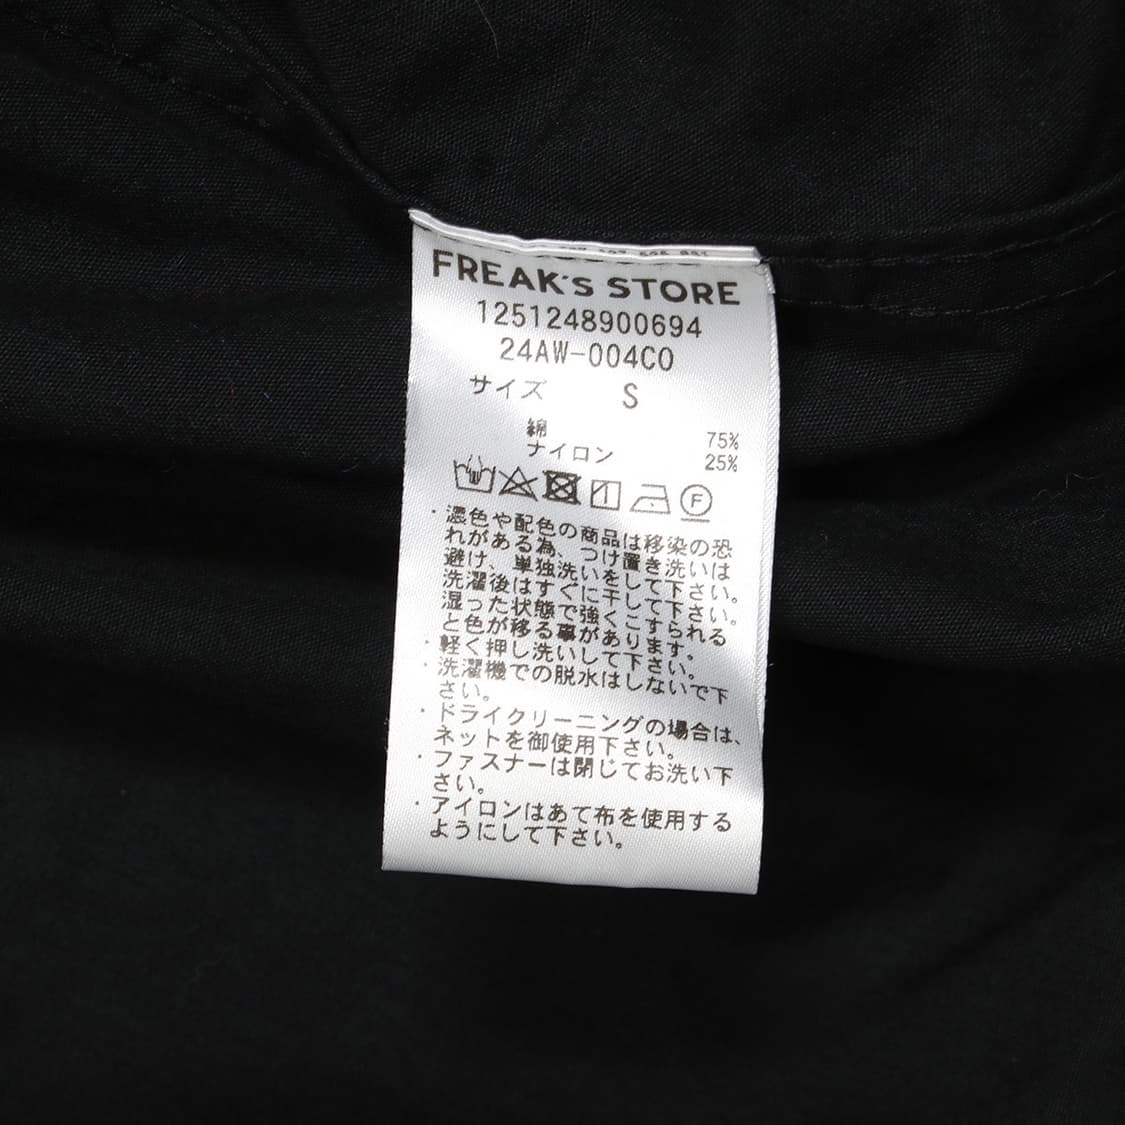 FREAK'S STORE
1251248900694
24AW-004CO
サイズ S
綿 75%
ナイロン 25%
F
・濃色や配色の商品は移染の恐
れがある為、つけ置き洗いは
避け、単独洗いをして下さい。
洗濯後はすぐに干して下さい。
湿った状態で強くこすられる
と色が移る事があります。
・軽く押し洗いして下さい。
・洗濯機での脱水はしないで下
さい。
・ドライクリーニングの場合は、
ネットを御使用下さい。
・ファスナーは閉じてお洗い下
さい。
・アイロンはあて布を使用する
ようにして下さい。